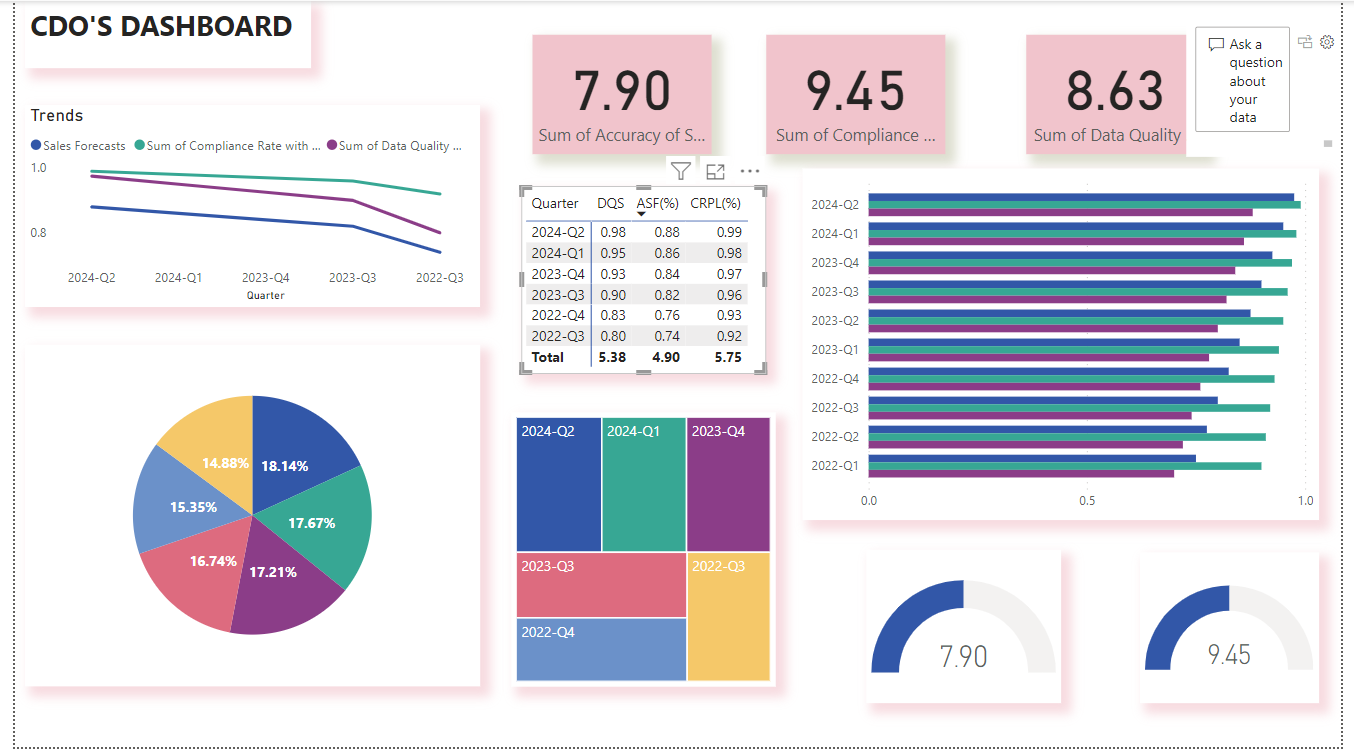 CDO'S DASHBOARD
7.90
Sum of Accuracy of S...
9.45
Sum of Compliance ...
8.63
Sum of Data Quality
Ask a
question
about
your
data
Trends
Sales Forecasts Sum of Compliance Rate with ... Sum of Data Quality ...
1.0
0.8
2024-Q2 2024-Q1 2023-Q4 2023-Q3 2022-Q3
Quarter
Quarter DQS ASF(%) CRPL(%)
2024-Q2 0.98 0.88 0.99
2024-Q1 0.95 0.86 0.98
2023-Q4 0.93 0.84 0.97
2023-Q3 0.90 0.82 0.96
2022-Q4 0.83 0.76 0.93
2022-Q3 0.80 0.74 0.92
Total 5.38 4.90 5.75
2024-Q2
2024-Q1
2023-Q4
2023-Q3
2023-Q2
2023-Q1
2022-Q4
2022-Q3
2022-Q2
2022-Q1
0.0 0.5 1.0
14.88% 18.14%
15.35% 17.67%
16.74% 17.21%
2024-Q2 2024-Q1 2023-Q4
2023-Q3 2022-Q3
2022-Q4
7.90
9.45